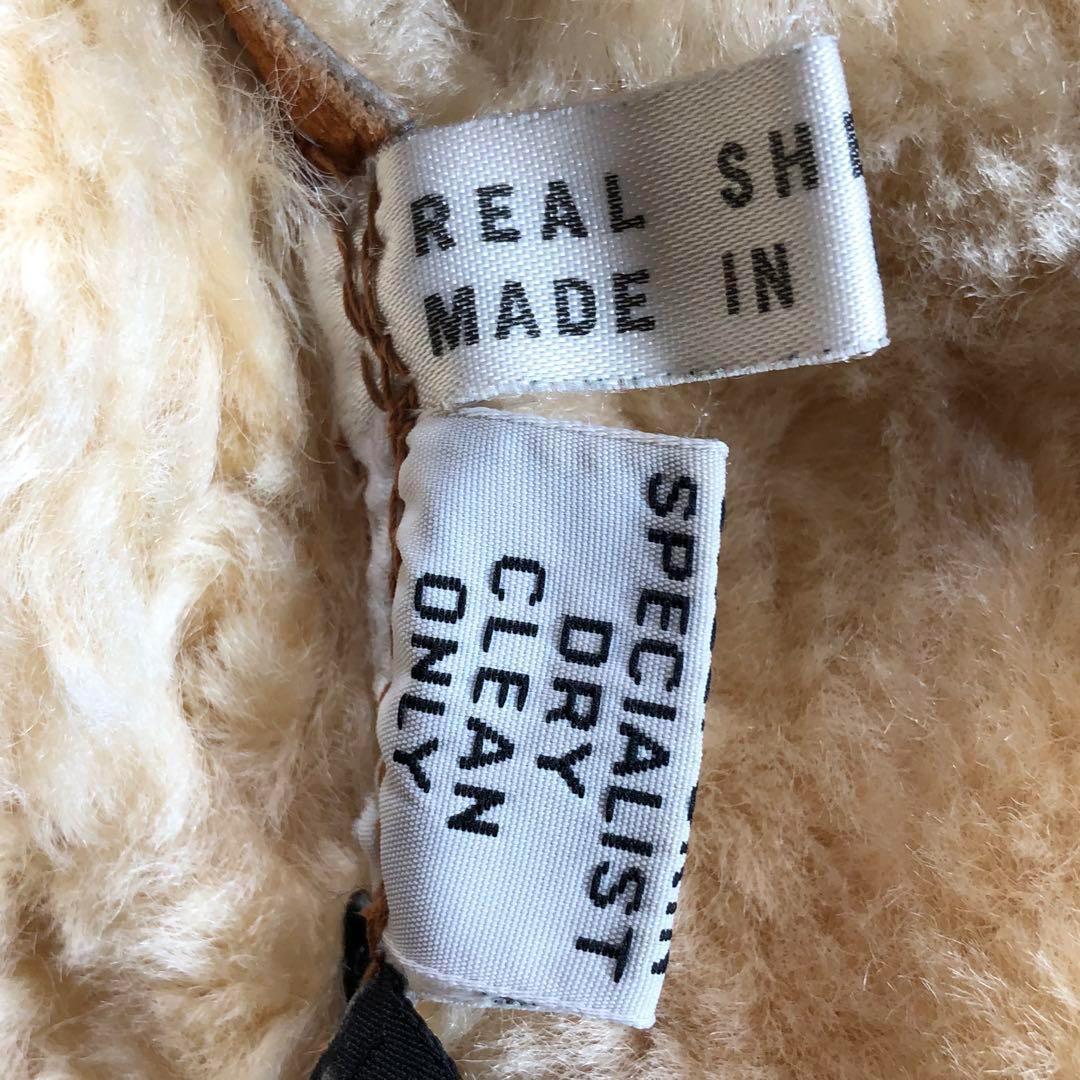 REAL SH
MADE IN
SPECIALIST
DRY
CLEAN
ONLY